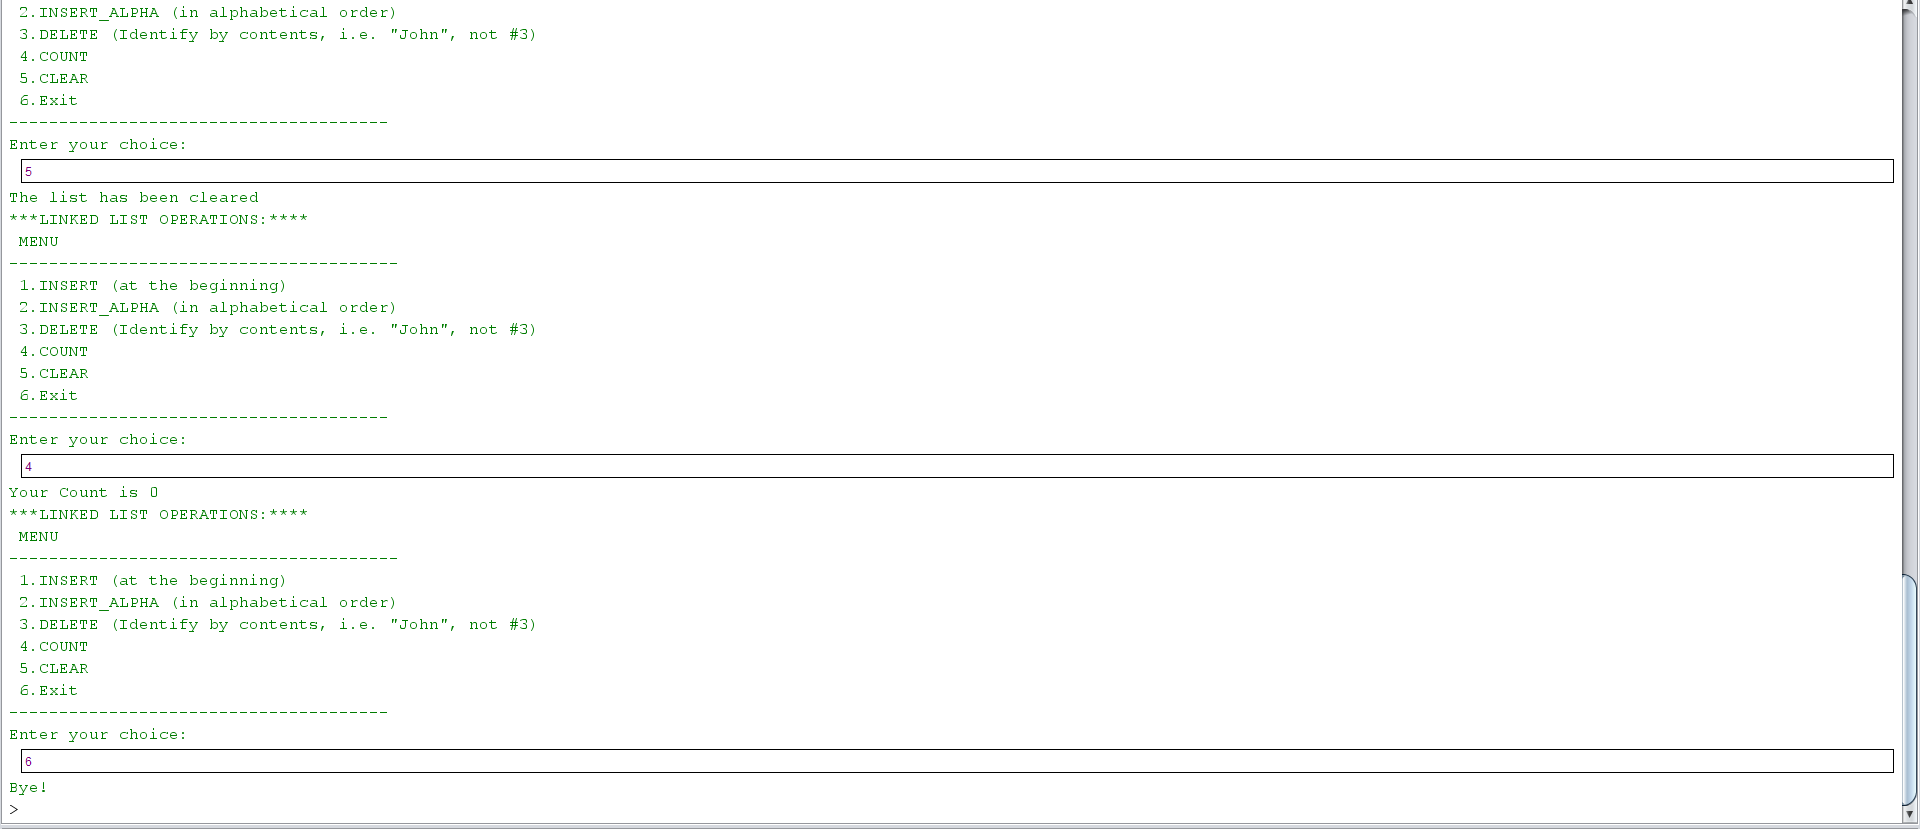 2.INSERT_ALPHA (in alphabetical order)
3.DELETE (Identify by contents, i.e. "John", not #3)
4.COUNT
5.CLEAR
6.Exit
--------------------------------------
Enter your choice:
5
The list has been cleared
***LINKED LIST OPERATIONS:****
MENU
---------------------------------------
1.INSERT (at the beginning)
2.INSERT_ALPHA (in alphabetical order)
3.DELETE (Identify by contents, i.e. "John", not #3)
4.COUNT
5.CLEAR
6.Exit
--------------------------------------
Enter your choice:
4
Your Count is 0
***LINKED LIST OPERATIONS:****
MENU
---------------------------------------
1.INSERT (at the beginning)
2.INSERT_ALPHA (in alphabetical order)
3.DELETE (Identify by contents, i.e. "John", not #3)
4.COUNT
5.CLEAR
6.Exit
--------------------------------------
Enter your choice:
6
Bye!
>